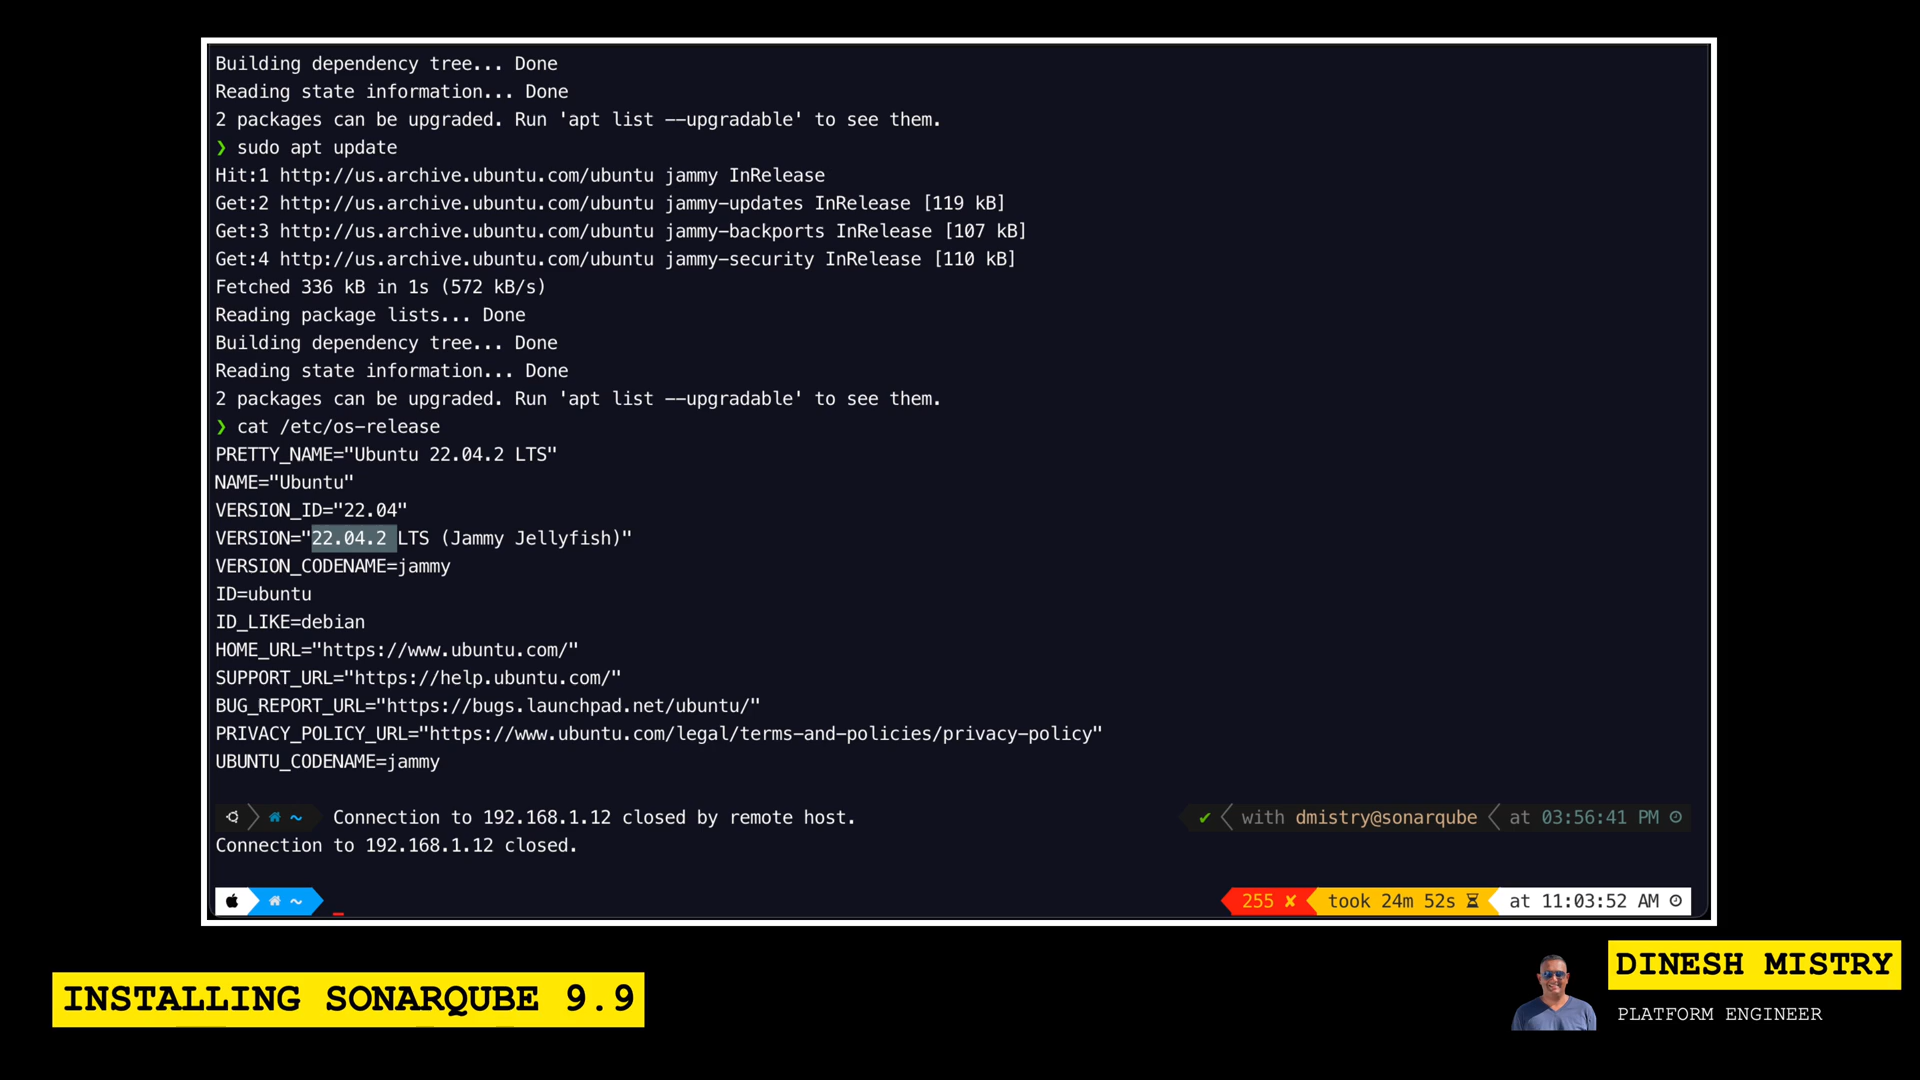 Building dependency tree... Done
Reading state information... Done
2 packages can be upgraded. Run 'apt list --upgradable' to see them.
❯ sudo apt update
Hit:1 http://us.archive.ubuntu.com/ubuntu jammy InRelease
Get:2 http://us.archive.ubuntu.com/ubuntu jammy-updates InRelease [119 kB]
Get:3 http://us.archive.ubuntu.com/ubuntu jammy-backports InRelease [107 kB]
Get:4 http://us.archive.ubuntu.com/ubuntu jammy-security InRelease [110 kB]
Fetched 336 kB in 1s (572 kB/s)
Reading package lists... Done
Building dependency tree... Done
Reading state information... Done
2 packages can be upgraded. Run 'apt list --upgradable' to see them.
❯ cat /etc/os-release
PRETTY_NAME="Ubuntu 22.04.2 LTS"
NAME="Ubuntu"
VERSION_ID="22.04"
VERSION="22.04.2 LTS (Jammy Jellyfish)"
VERSION_CODENAME=jammy
ID=ubuntu
ID_LIKE=debian
HOME_URL="https://www.ubuntu.com/"
SUPPORT_URL="https://help.ubuntu.com/"
BUG_REPORT_URL="https://bugs.launchpad.net/ubuntu/"
PRIVACY_POLICY_URL="https://www.ubuntu.com/legal/terms-and-policies/privacy-policy"
UBUNTU_CODENAME=jammy
~ Connection to 192.168.1.12 closed by remote host. ✔ with dmistry@sonarqube at 03:56:41 PM
Connection to 192.168.1.12 closed.
~ _ 255 ✘ took 24m 52s at 11:03:52 AM
INSTALLING SONARQUBE 9.9
DINESH MISTRY
PLATFORM ENGINEER